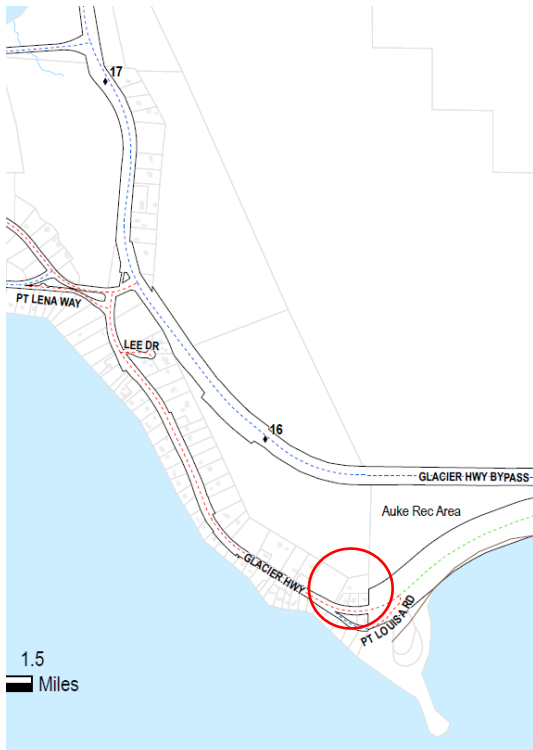 17
PT LENA WAY
LEE DR
16
GLACIER HWY BYPASS
Auke Rec Area
GLACIER HWY
PT LOUISA RD
1.5
Miles